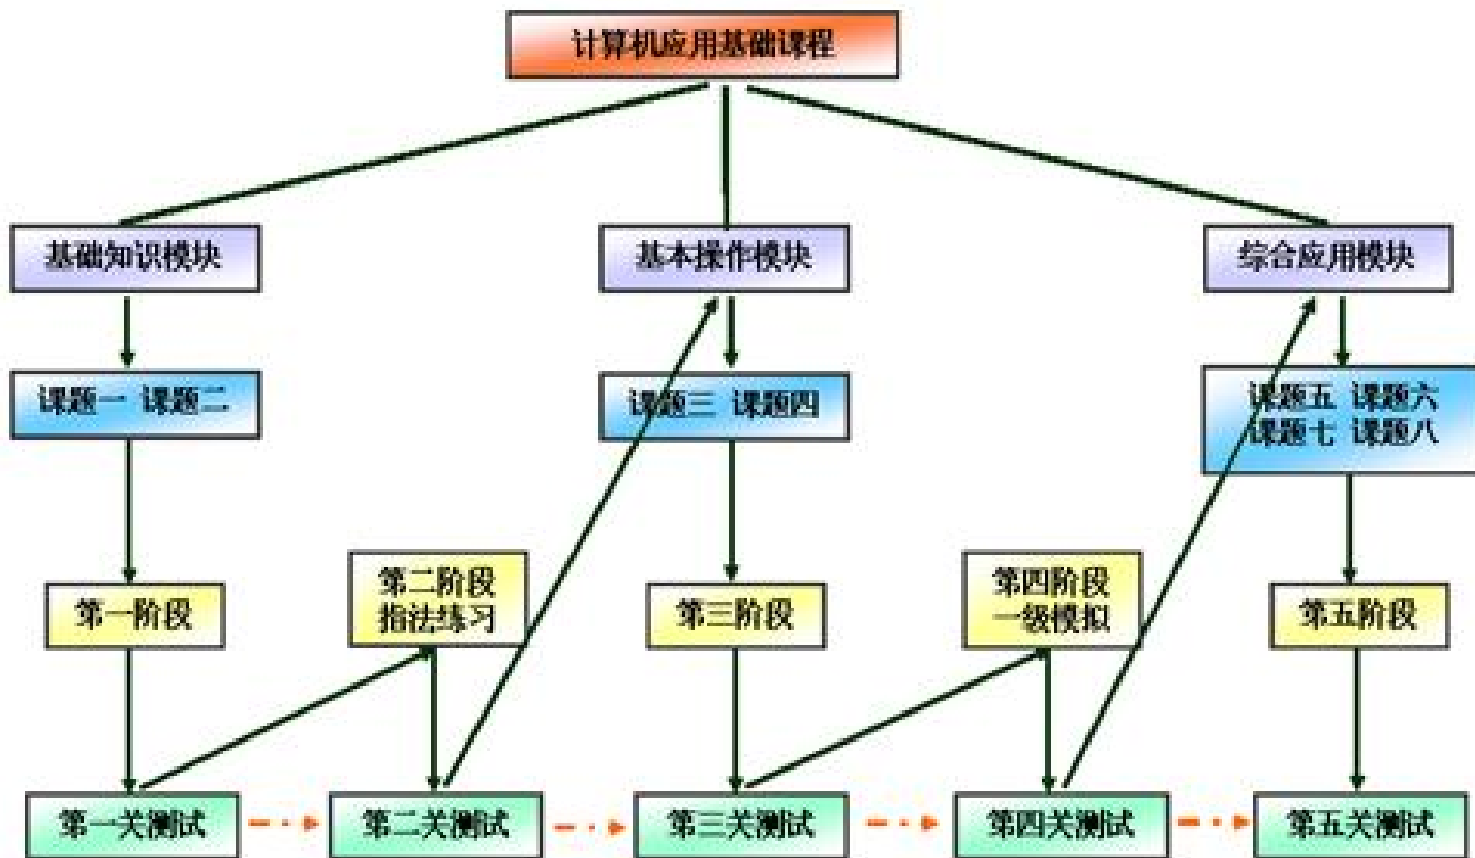 计算机应用基础课程
基础知识模块
基本操作模块
综合应用模块
课题一 课题二
课题三 课题四
课题五 课题六
课题七 课题八
第一阶段
第二阶段
指法练习
第三阶段
第四阶段
一级模拟
第五阶段
第一关测试
第二关测试
第三关测试
第四关测试
第五关测试